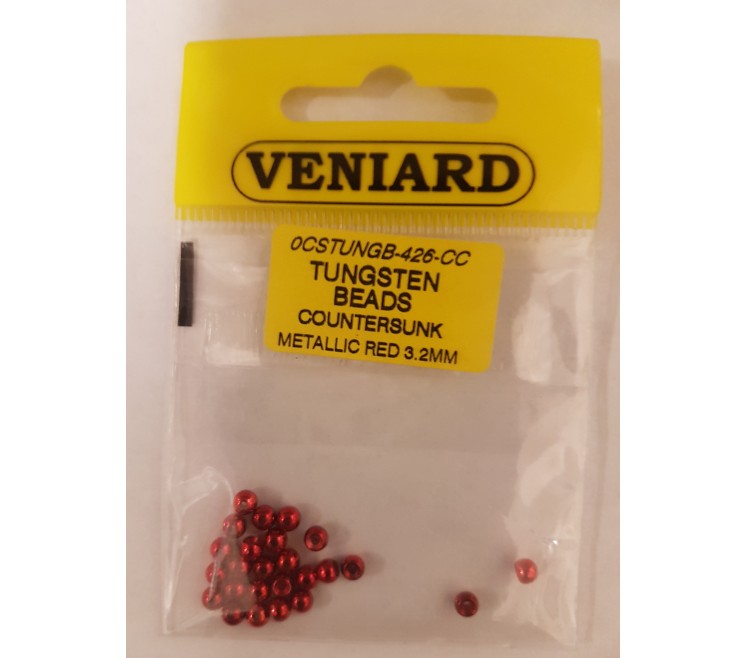 VENIARD
0CSTUNGB-426-CC
TUNGSTEN
BEADS
COUNTERSUNK
METALLIC RED 3.2MM